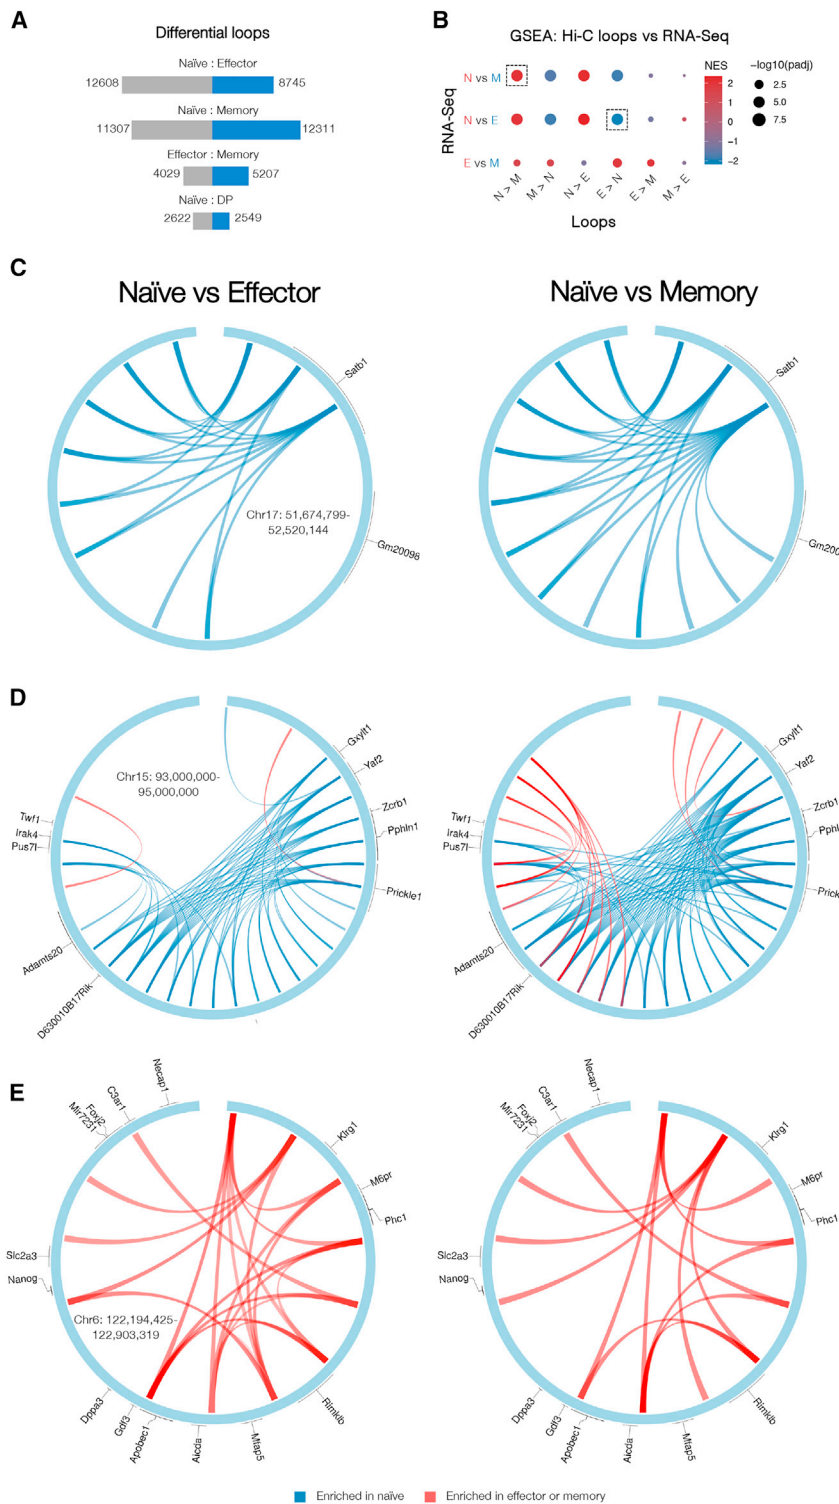 A
Differential loops
Naïve : Effector
12608
8745
Naïve : Memory
11307
12311
Effector : Memory
4029
5207
Naïve : DP
2622
2549
B
GSEA: Hi-C loops vs RNA-Seq
RNA-Seq
N vs M
N vs E
E vs M
N > M
M > N
N > E
E > N
E > M
M > E
Loops
NES
2
1
0
−1
−2
−log10(padj)
2.5
5.0
7.5
C
Naïve vs Effector
Naïve vs Memory
Satb1
Chr17: 51,674,799-
52,520,144
Gm20098
Satb1
Gm200
D
Chr15: 93,000,000-
95,000,000
Gxylt1
Yaf2
Zcrb1
Pphln1
Prickle1
Twf1
Irak4
Pus7l
Adamts20
D630010B17Rik
Gxylt1
Yaf2
Zcrb1
Pphl
Prick
Twf1
Irak4
Pus7l
Adamts20
D630010B17Rik
E
Necap1
C3ar1
Foxj2
Mir7231
Klrg1
M6pr
Phc1
Slc2a3
Nanog
Chr6: 122,194,425-
122,903,319
Dppa3
Gdf3
Apobec1
Aicda
Mfap5
Rimklb
Necap1
C3ar1
Foxj2
Mir7231
Klrg1
M6pr
Phc1
Slc2a3
Nanog
Dppa3
Gdf3
Apobec1
Aicda
Mfap5
Rimklb
Enriched in naïve
Enriched in effector or memory